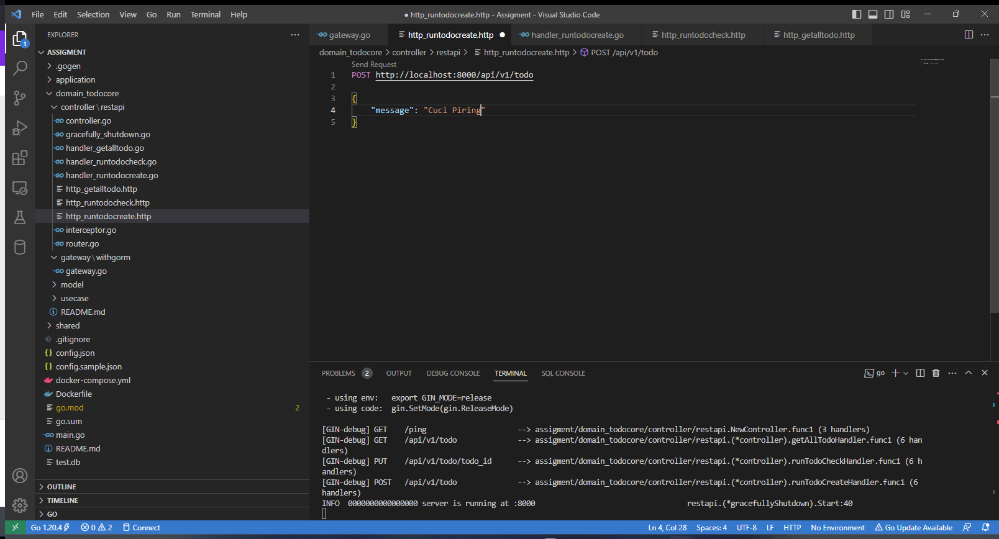 File Edit Selection View Go Run Terminal Help
● http_runtodocreate.http - Assigment - Visual Studio Code
EXPLORER
ASSIGMENT
.gogen
application
domain_todocore
controller\restapi
controller.go
gracefully_shutdown.go
handler_getalltodo.go
handler_runtodocheck.go
handler_runtodocreate.go
http_getalltodo.http
http_runtodocheck.http
http_runtodocreate.http
interceptor.go
router.go
gateway\withgorm
gateway.go
model
usecase
README.md
shared
.gitignore
config.json
config.sample.json
docker-compose.yml
Dockerfile
go.mod 2
go.sum
main.go
README.md
test.db
OUTLINE
TIMELINE
GO
1
gateway.go http_runtodocreate.http handler_runtodocreate.go http_runtodocheck.http http_getalltodo.http
domain_todocore > controller > restapi > http_runtodocreate.http > POST /api/v1/todo
Send Request
1 POST http://localhost:8000/api/v1/todo
2
3 {
4 "message": "Cuci Piring"
5 }
PROBLEMS 2 OUTPUT DEBUG CONSOLE TERMINAL SQL CONSOLE
go
- using env: export GIN_MODE=release
- using code: gin.SetMode(gin.ReleaseMode)
[GIN-debug] GET /ping --> assigment/domain_todocore/controller/restapi.NewController.func1 (3 handlers)
[GIN-debug] GET /api/v1/todo --> assigment/domain_todocore/controller/restapi.(*controller).getAllTodoHandler.func1 (6 han
dlers)
[GIN-debug] PUT /api/v1/todo/todo_id --> assigment/domain_todocore/controller/restapi.(*controller).runTodoCheckHandler.func1 (6 h
andlers)
[GIN-debug] POST /api/v1/todo --> assigment/domain_todocore/controller/restapi.(*controller).runTodoCreateHandler.func1 (6
handlers)
INFO 0000000000000000 server is running at :8000 restapi.(*gracefullyShutdown).Start:40
Go 1.20.4 0 2 Connect Ln 4, Col 28 Spaces: 4 UTF-8 LF HTTP No Environment Go Update Available